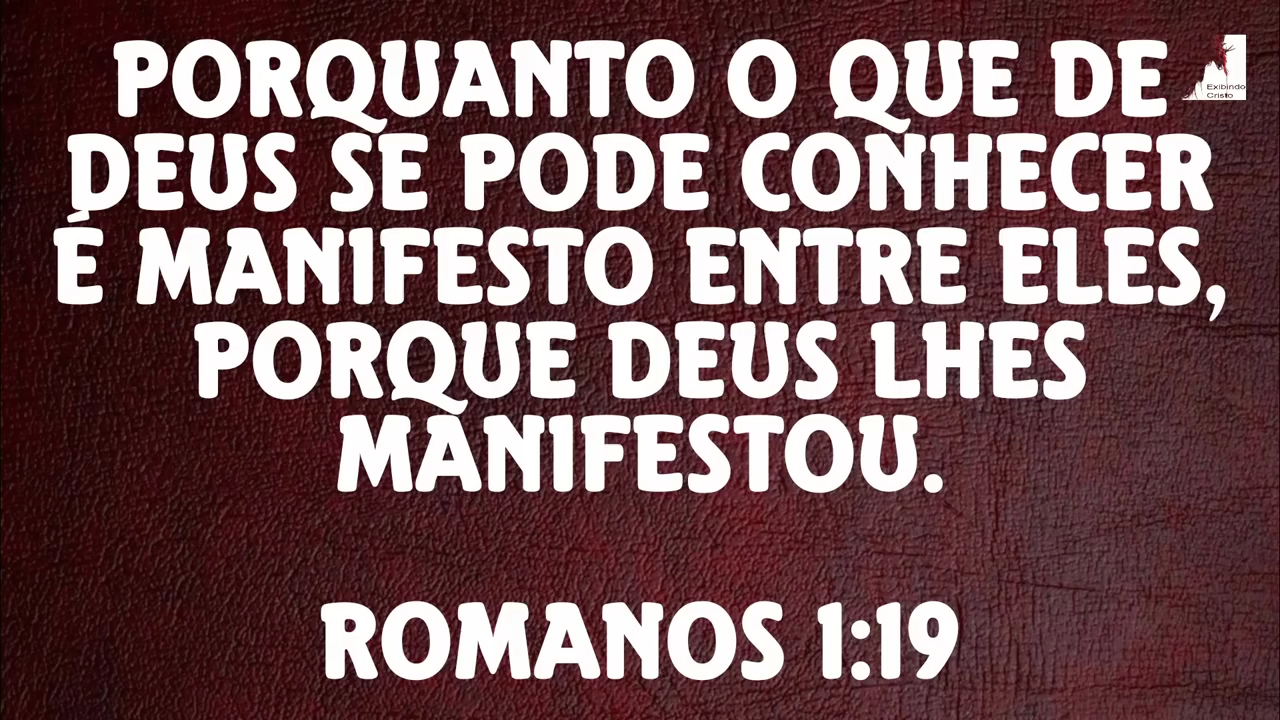 PORQUANTO O QUE DE
DEUS SE PODE CONHECER
É MANIFESTO ENTRE ELES,
PORQUE DEUS LHES
MANIFESTOU.
ROMANOS 1:19
Exibindo
Cristo